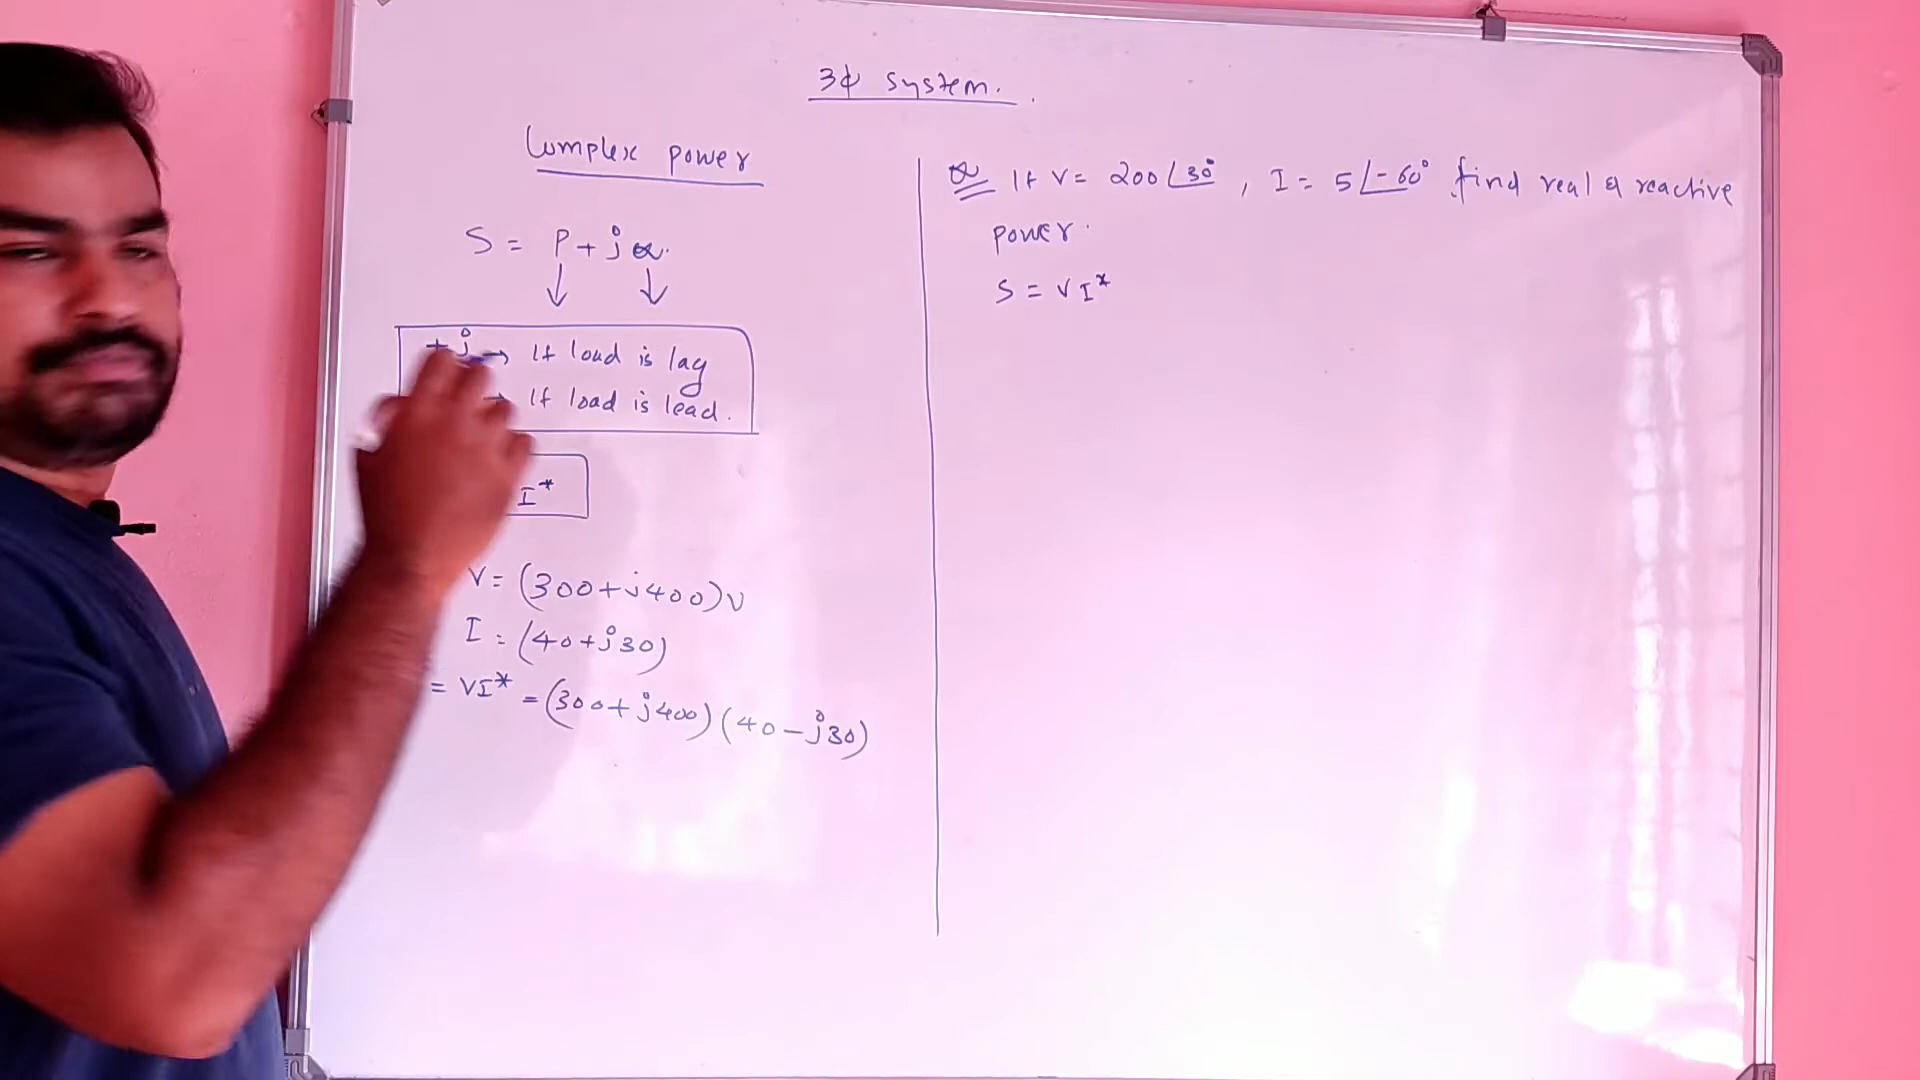 3ϕ system.
Complex power
S = P + jQ.
+j → If load is lag
→ If load is lead.
I*
V = (300+j400)V
I = (40+j30)
= VI* = (300+j400)(40-j30)
Q If V = 200∠30°, I = 5∠-60° find real & reactive
power.
S = VI*